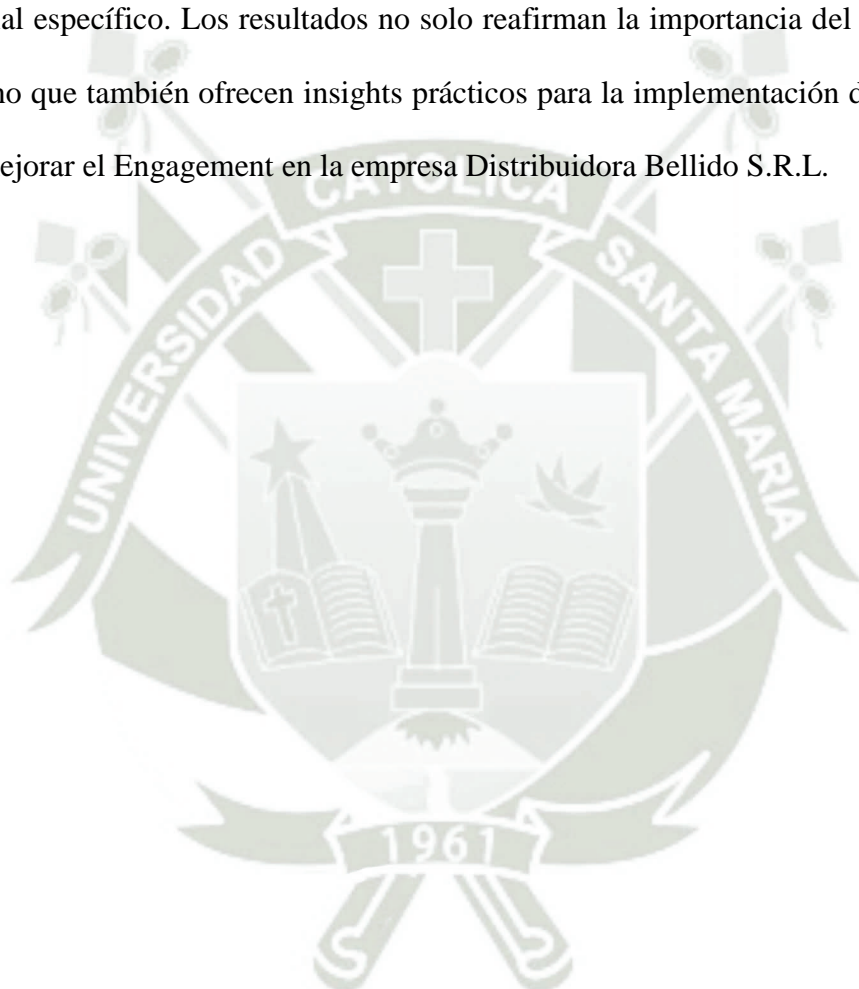 al específico. Los resultados no solo reafirman la importancia del
no que también ofrecen insights prácticos para la implementación d
ejorar el Engagement en la empresa Distribuidora Bellido S.R.L.
UNIVERSIDAD CATOLICA SANTA MARIA
1961